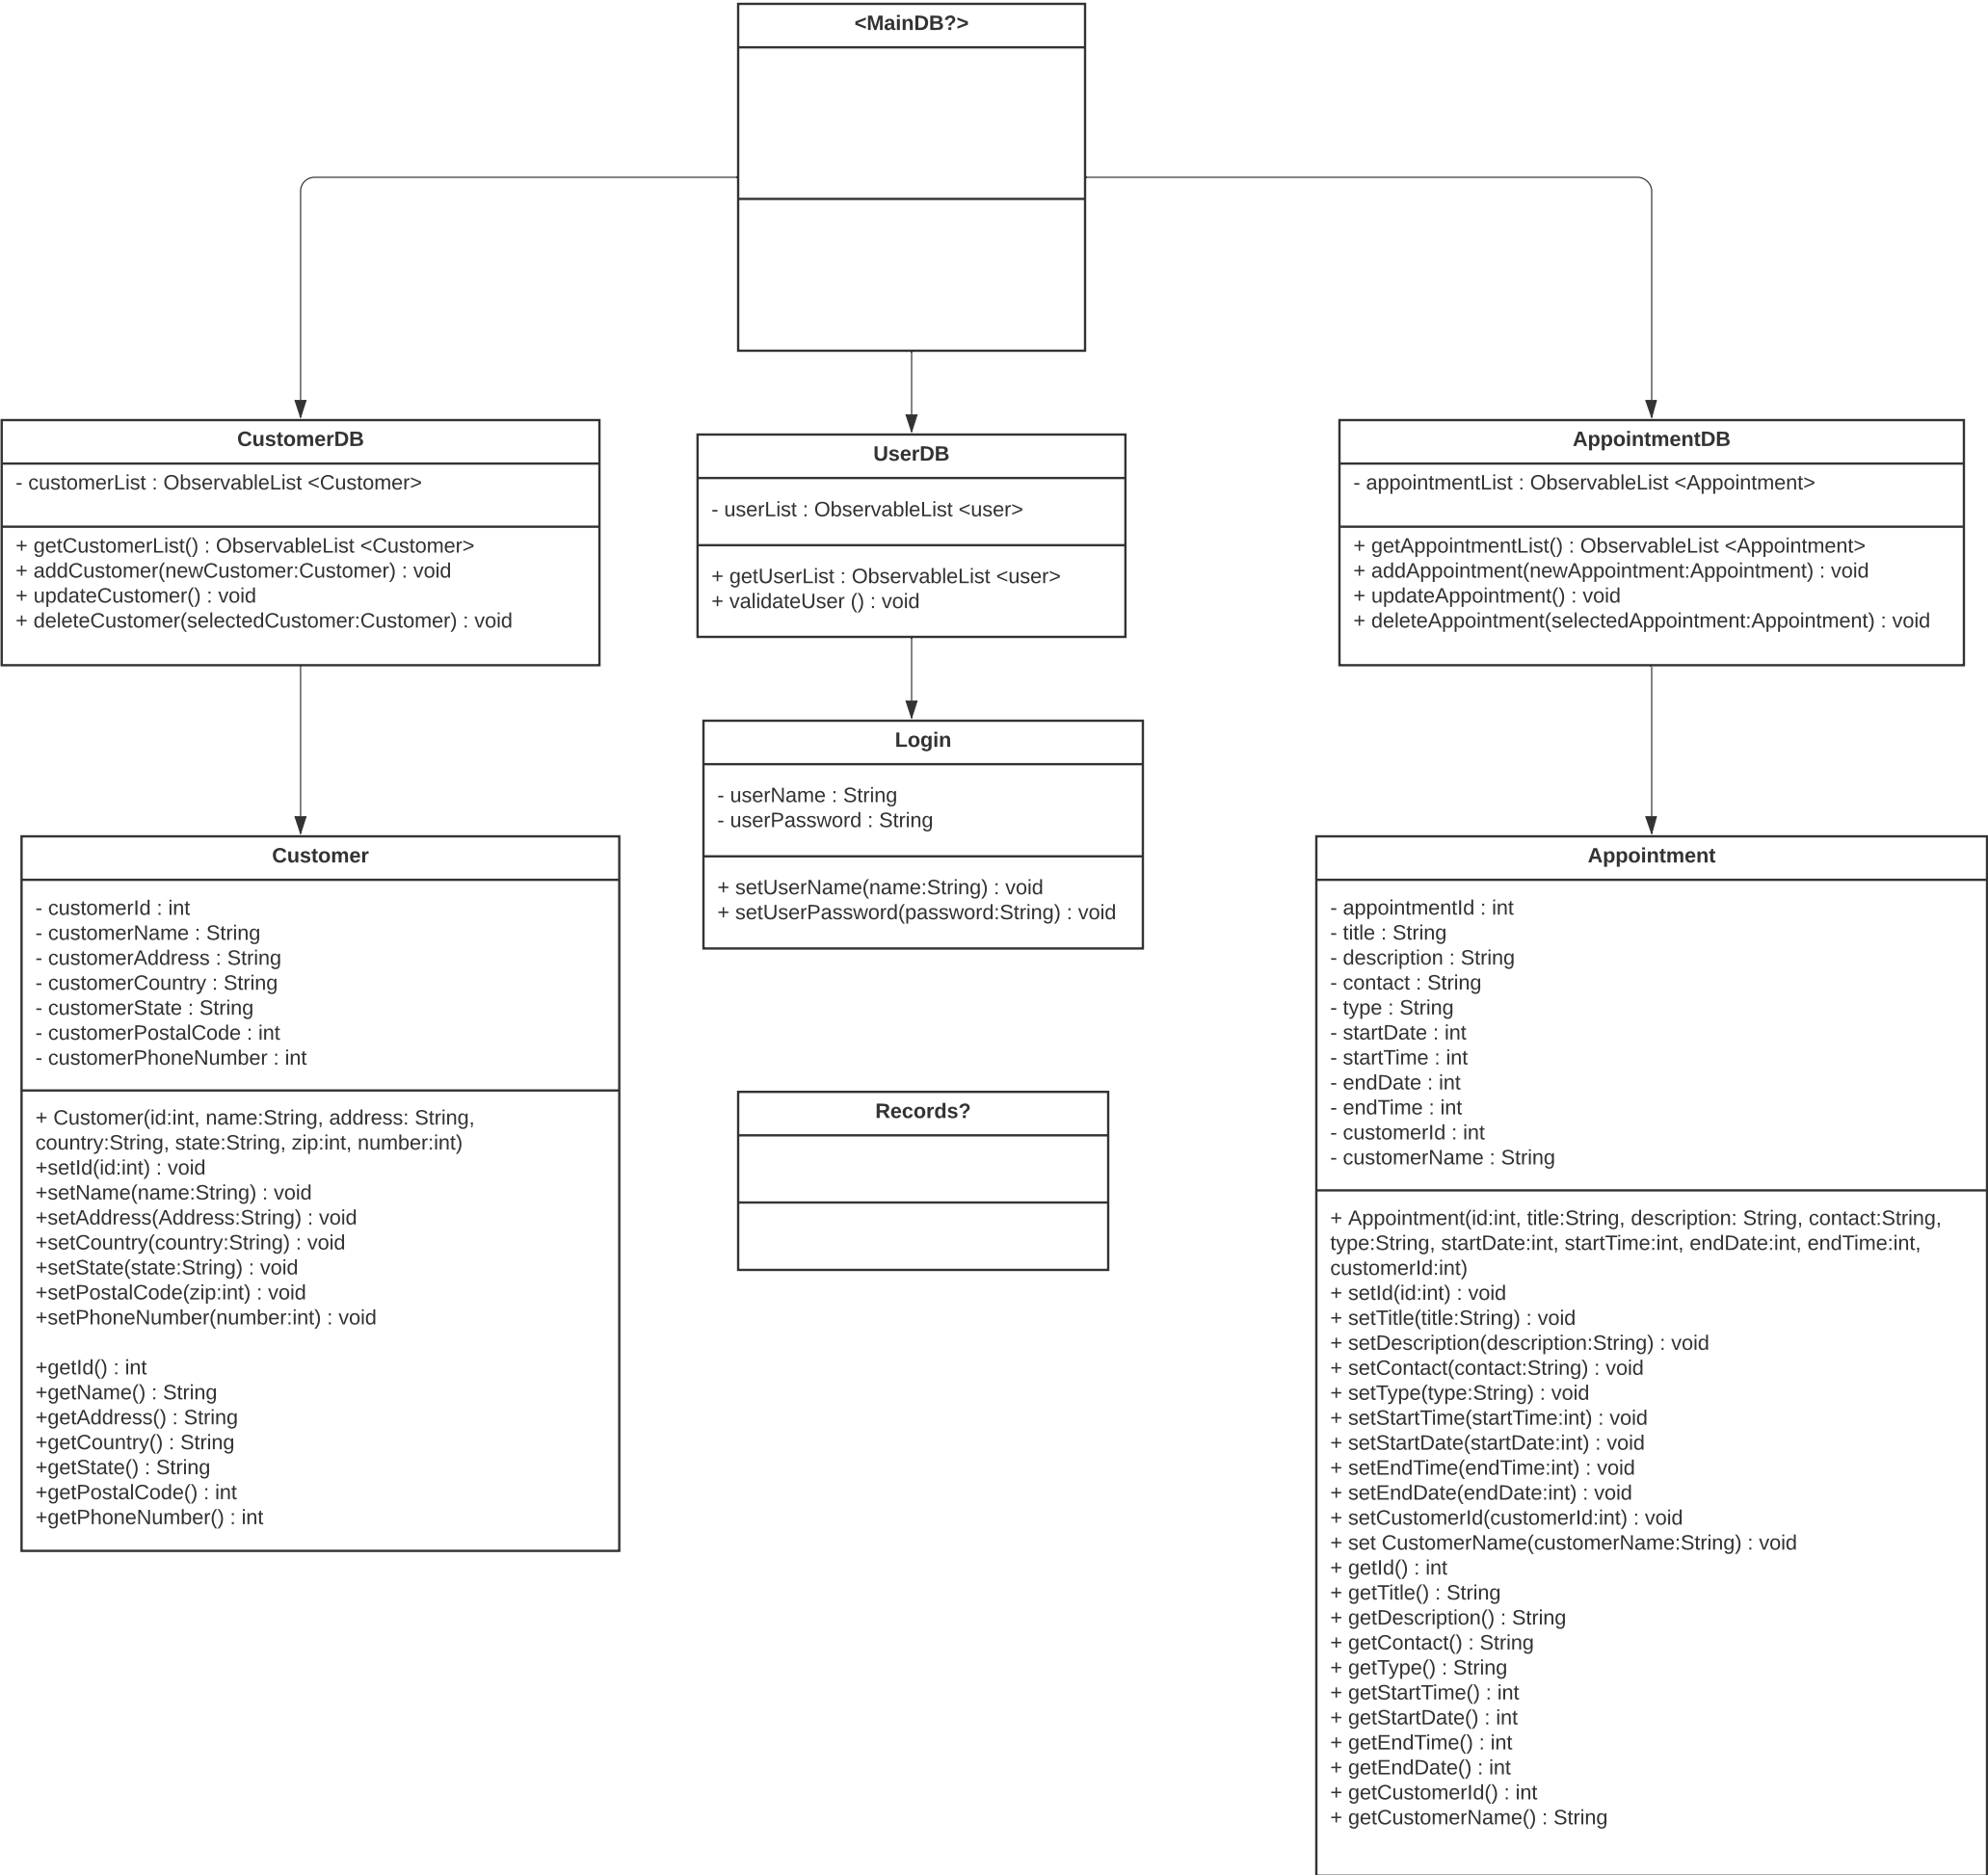 <MainDB?>
CustomerDB
- customerList : ObservableList <Customer>
+ getCustomerList() : ObservableList <Customer>
+ addCustomer(newCustomer:Customer) : void
+ updateCustomer() : void
+ deleteCustomer(selectedCustomer:Customer) : void
UserDB
- userList : ObservableList <user>
+ getUserList : ObservableList <user>
+ validateUser () : void
AppointmentDB
- appointmentList : ObservableList <Appointment>
+ getAppointmentList() : ObservableList <Appointment>
+ addAppointment(newAppointment:Appointment) : void
+ updateAppointment() : void
+ deleteAppointment(selectedAppointment:Appointment) : void
Login
- userName : String
- userPassword : String
+ setUserName(name:String) : void
+ setUserPassword(password:String) : void
Customer
- customerId : int
- customerName : String
- customerAddress : String
- customerCountry : String
- customerState : String
- customerPostalCode : int
- customerPhoneNumber : int
+ Customer(id:int, name:String, address: String,
country:String, state:String, zip:int, number:int)
+setId(id:int) : void
+setName(name:String) : void
+setAddress(Address:String) : void
+setCountry(country:String) : void
+setState(state:String) : void
+setPostalCode(zip:int) : void
+setPhoneNumber(number:int) : void
+getId() : int
+getName() : String
+getAddress() : String
+getCountry() : String
+getState() : String
+getPostalCode() : int
+getPhoneNumber() : int
Records?
Appointment
- appointmentId : int
- title : String
- description : String
- contact : String
- type : String
- startDate : int
- startTime : int
- endDate : int
- endTime : int
- customerId : int
- customerName : String
+ Appointment(id:int, title:String, description: String, contact:String,
type:String, startDate:int, startTime:int, endDate:int, endTime:int,
customerId:int)
+ setId(id:int) : void
+ setTitle(title:String) : void
+ setDescription(description:String) : void
+ setContact(contact:String) : void
+ setType(type:String) : void
+ setStartTime(startTime:int) : void
+ setStartDate(startDate:int) : void
+ setEndTime(endTime:int) : void
+ setEndDate(endDate:int) : void
+ setCustomerId(customerId:int) : void
+ set CustomerName(customerName:String) : void
+ getId() : int
+ getTitle() : String
+ getDescription() : String
+ getContact() : String
+ getType() : String
+ getStartTime() : int
+ getStartDate() : int
+ getEndTime() : int
+ getEndDate() : int
+ getCustomerId() : int
+ getCustomerName() : String